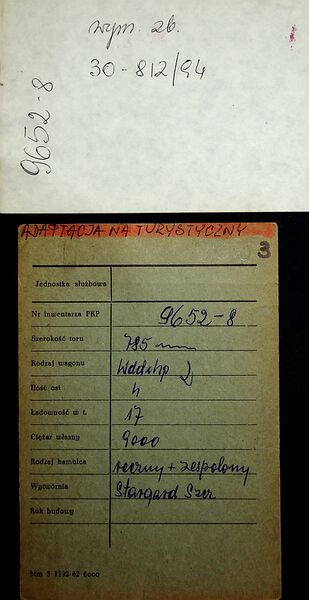 wym. zb.
30-812/94
9652-8
ADAPTACJA NA TURYSTYCZNY
3
Jednostka służbowa
Nr inwentarza PKP 9652-8
Szerokość toru 785 mm
Rodzaj wagonu Wddxhp
Ilość osi 4
Ładowność w t. 17
Ciężar własny 9000
Rodzaj hamulca ręczny + zespolony
Wytwórnia Stargard Szcz
Rok budowy
htm 3 1192-62 6000